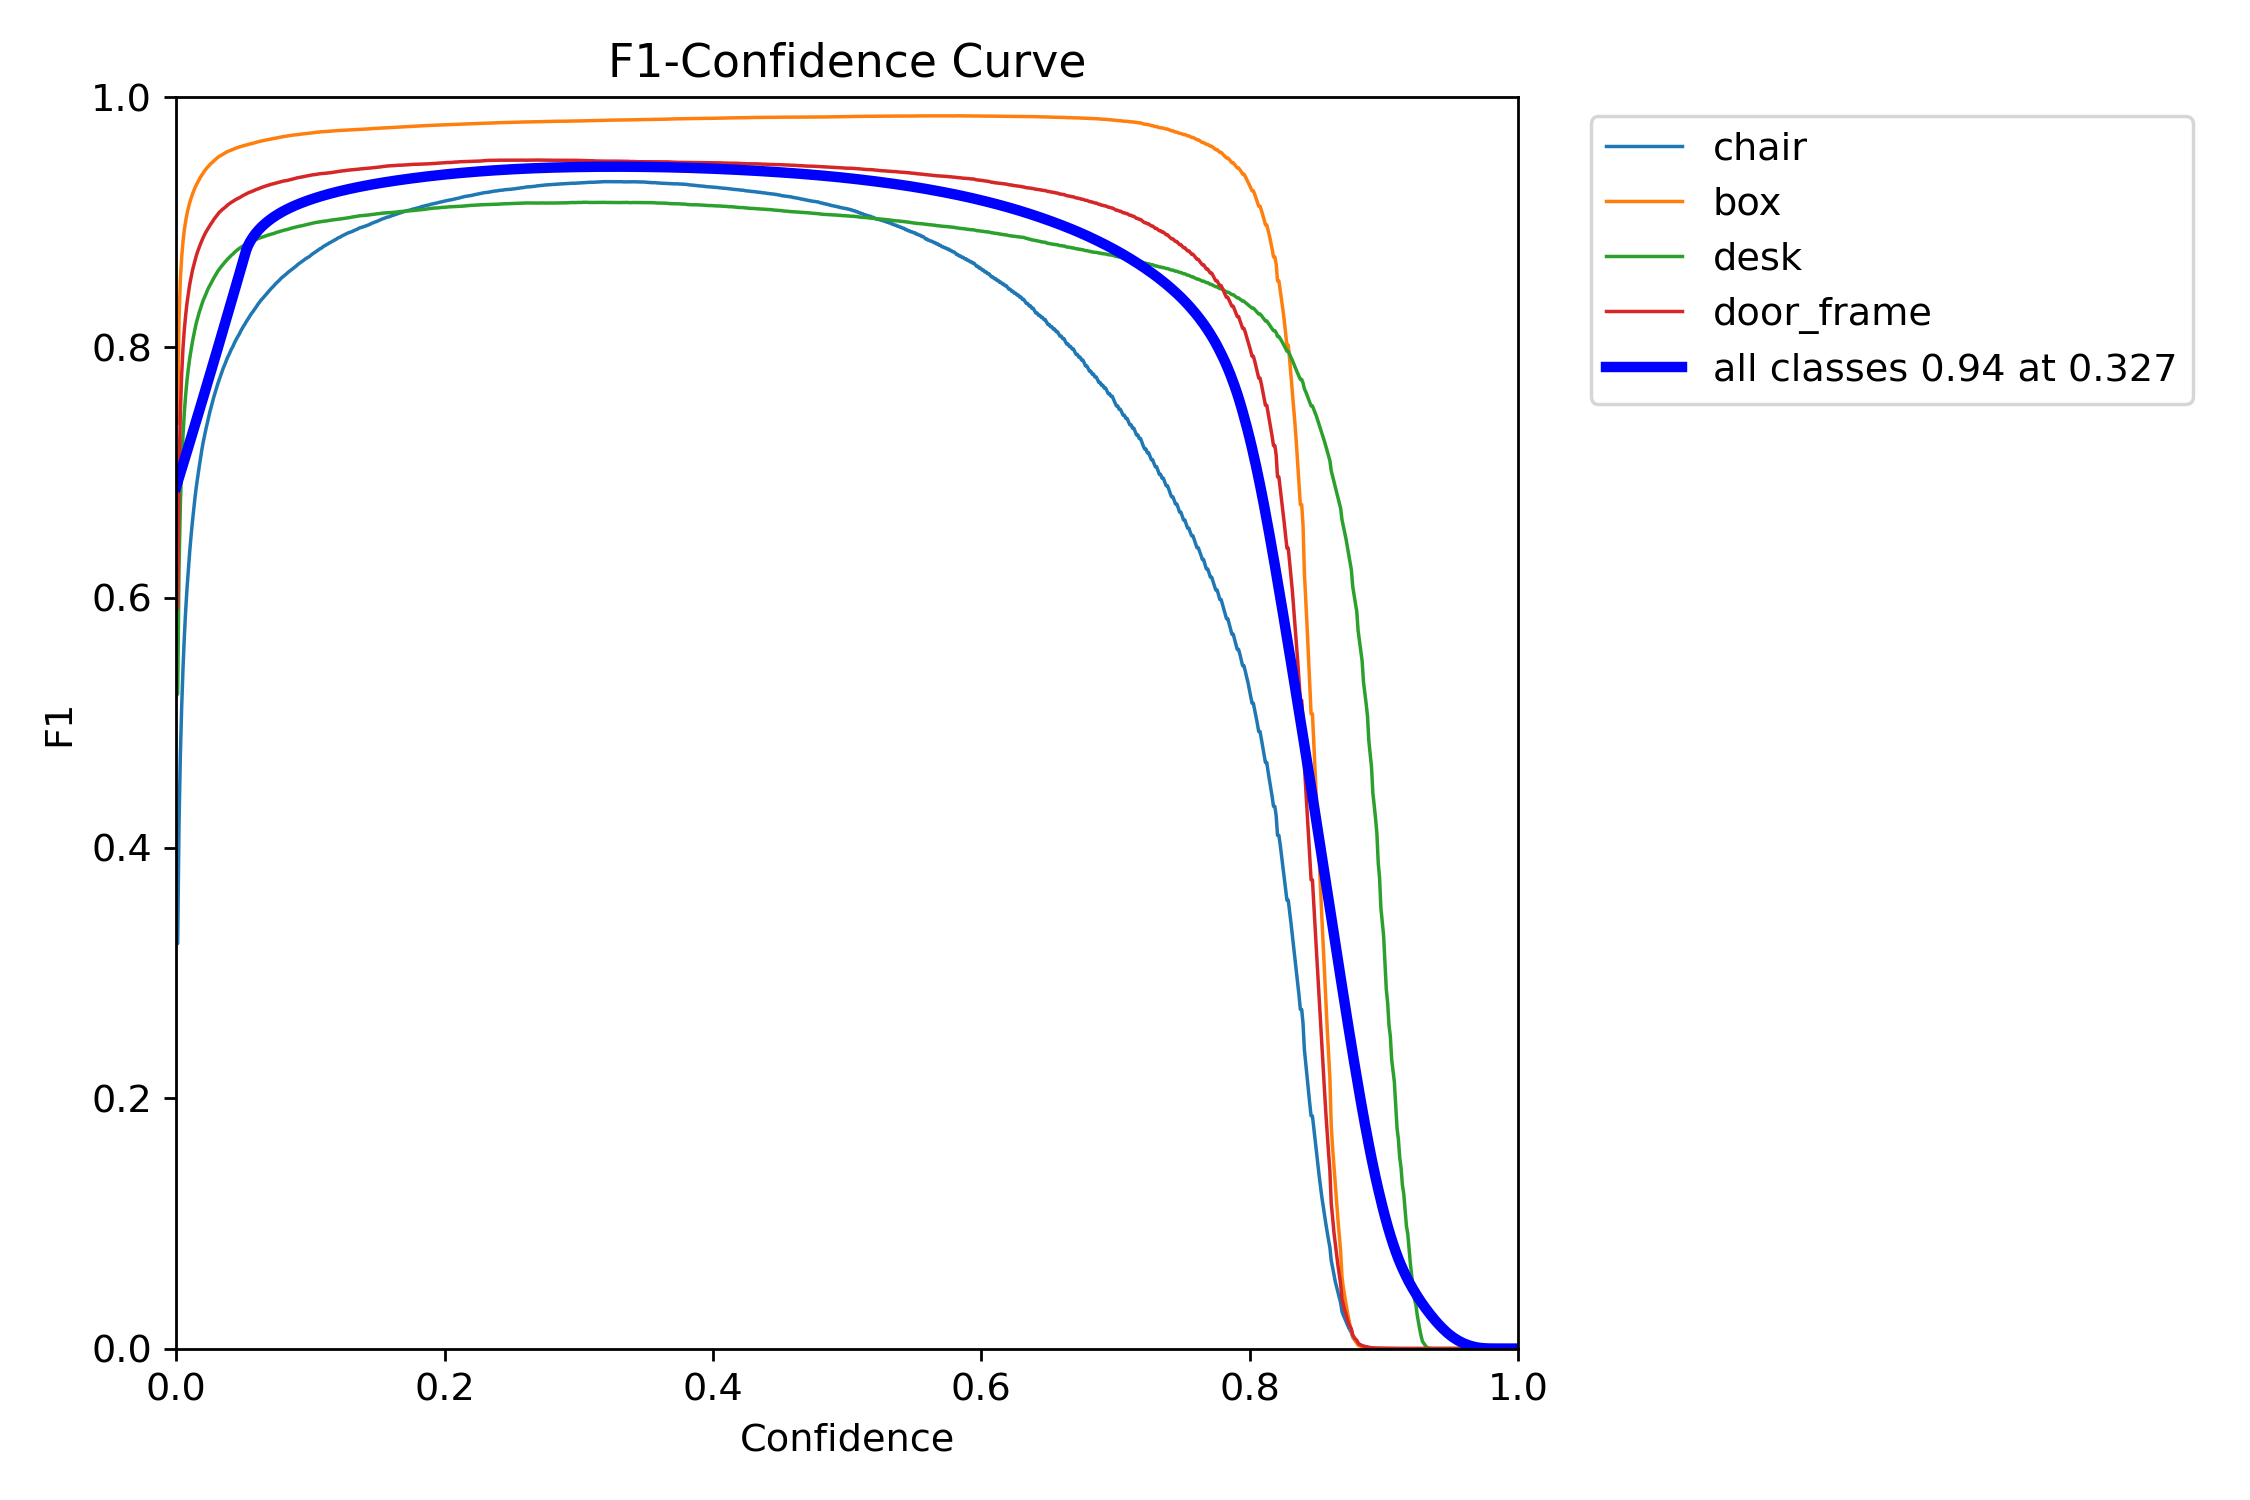 F1-Confidence Curve
1.0
0.8
0.6
0.4
0.2
0.0
F1
0.0 0.2 0.4 0.6 0.8 1.0
Confidence
chair
box
desk
door_frame
all classes 0.94 at 0.327